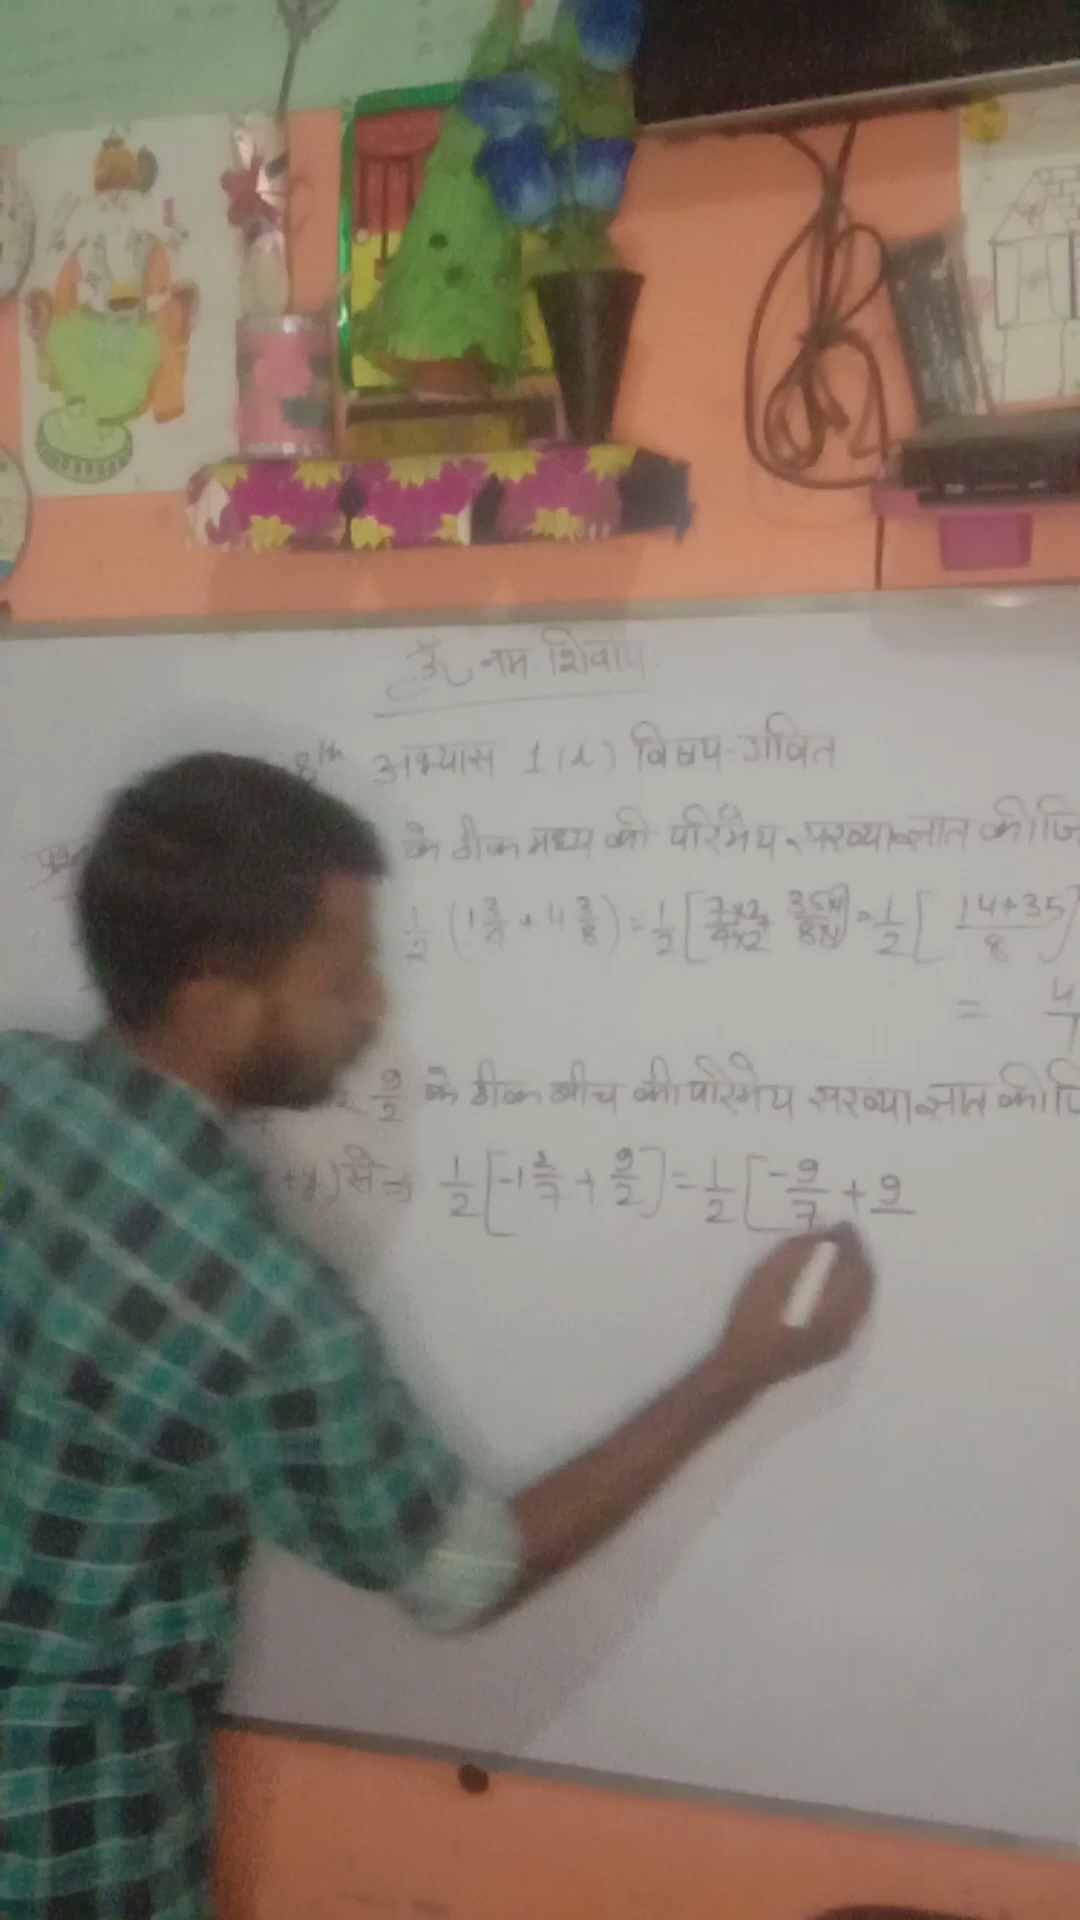 ॐ नम: शिवाय
8th अभ्यास 1(d) विषय-गणित
के ठीक मध्य की परिमेय संख्या ज्ञात कीजि
1/2 (1 3/4 + 4 3/8) = 1/2 [7×2/4×2 + 35×1/8×1] = 1/2 [14+35/8]
=
9/2 के ठीक बीच की परिमेय संख्या ज्ञात कीजि
+y) से ⇒ 1/2 [-1 2/7 + 9/2] = 1/2 [-9/7 + 9